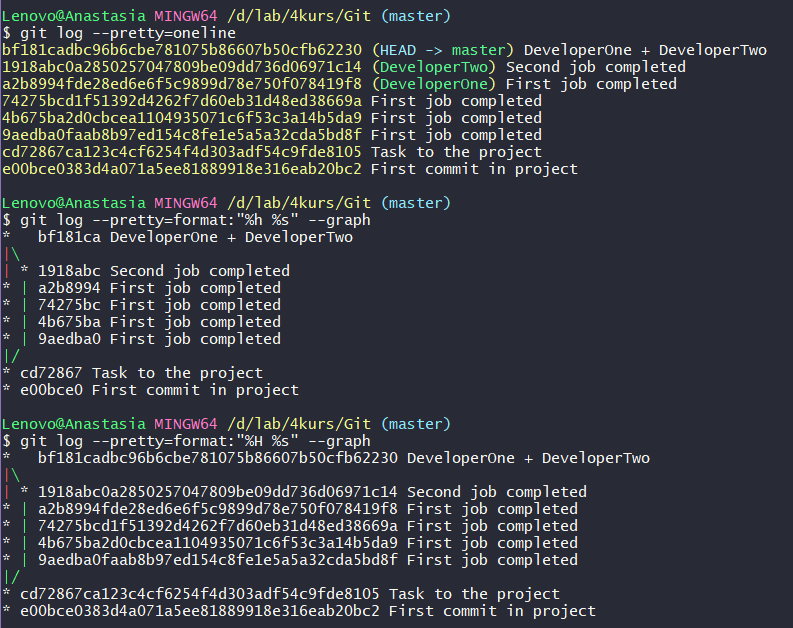 Lenovo@Anastasia MINGW64 /d/lab/4kurs/Git (master)
$ git log --pretty=oneline
bf181cadbc96b6cbe781075b86607b50cfb62230 (HEAD -> master) DeveloperOne + DeveloperTwo
1918abc0a2850257047809be09dd736d06971c14 (DeveloperTwo) Second job completed
a2b8994fde28ed6e6f5c9899d78e750f078419f8 (DeveloperOne) First job completed
74275bcd1f51392d4262f7d60eb31d48ed38669a First job completed
4b675ba2d0cbcea1104935071c6f53c3a14b5da9 First job completed
9aedba0faab8b97ed154c8fe1e5a5a32cda5bd8f First job completed
cd72867ca123c4cf6254f4d303adf54c9fde8105 Task to the project
e00bce0383d4a071a5ee81889918e316eab20bc2 First commit in project
Lenovo@Anastasia MINGW64 /d/lab/4kurs/Git (master)
$ git log --pretty=format:"%h %s" --graph
*   bf181ca DeveloperOne + DeveloperTwo
|\
| * 1918abc Second job completed
* | a2b8994 First job completed
* | 74275bc First job completed
* | 4b675ba First job completed
* | 9aedba0 First job completed
|/
* cd72867 Task to the project
* e00bce0 First commit in project
Lenovo@Anastasia MINGW64 /d/lab/4kurs/Git (master)
$ git log --pretty=format:"%H %s" --graph
*   bf181cadbc96b6cbe781075b86607b50cfb62230 DeveloperOne + DeveloperTwo
|\
| * 1918abc0a2850257047809be09dd736d06971c14 Second job completed
* | a2b8994fde28ed6e6f5c9899d78e750f078419f8 First job completed
* | 74275bcd1f51392d4262f7d60eb31d48ed38669a First job completed
* | 4b675ba2d0cbcea1104935071c6f53c3a14b5da9 First job completed
* | 9aedba0faab8b97ed154c8fe1e5a5a32cda5bd8f First job completed
|/
* cd72867ca123c4cf6254f4d303adf54c9fde8105 Task to the project
* e00bce0383d4a071a5ee81889918e316eab20bc2 First commit in project